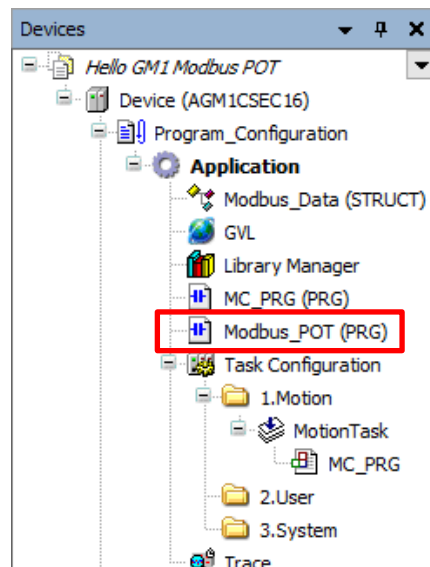 Devices
Hello GM1 Modbus POT
Device (AGM1CSEC16)
Program_Configuration
Application
Modbus_Data (STRUCT)
GVL
Library Manager
MC_PRG (PRG)
Modbus_POT (PRG)
Task Configuration
1.Motion
MotionTask
MC_PRG
2.User
3.System
Trace